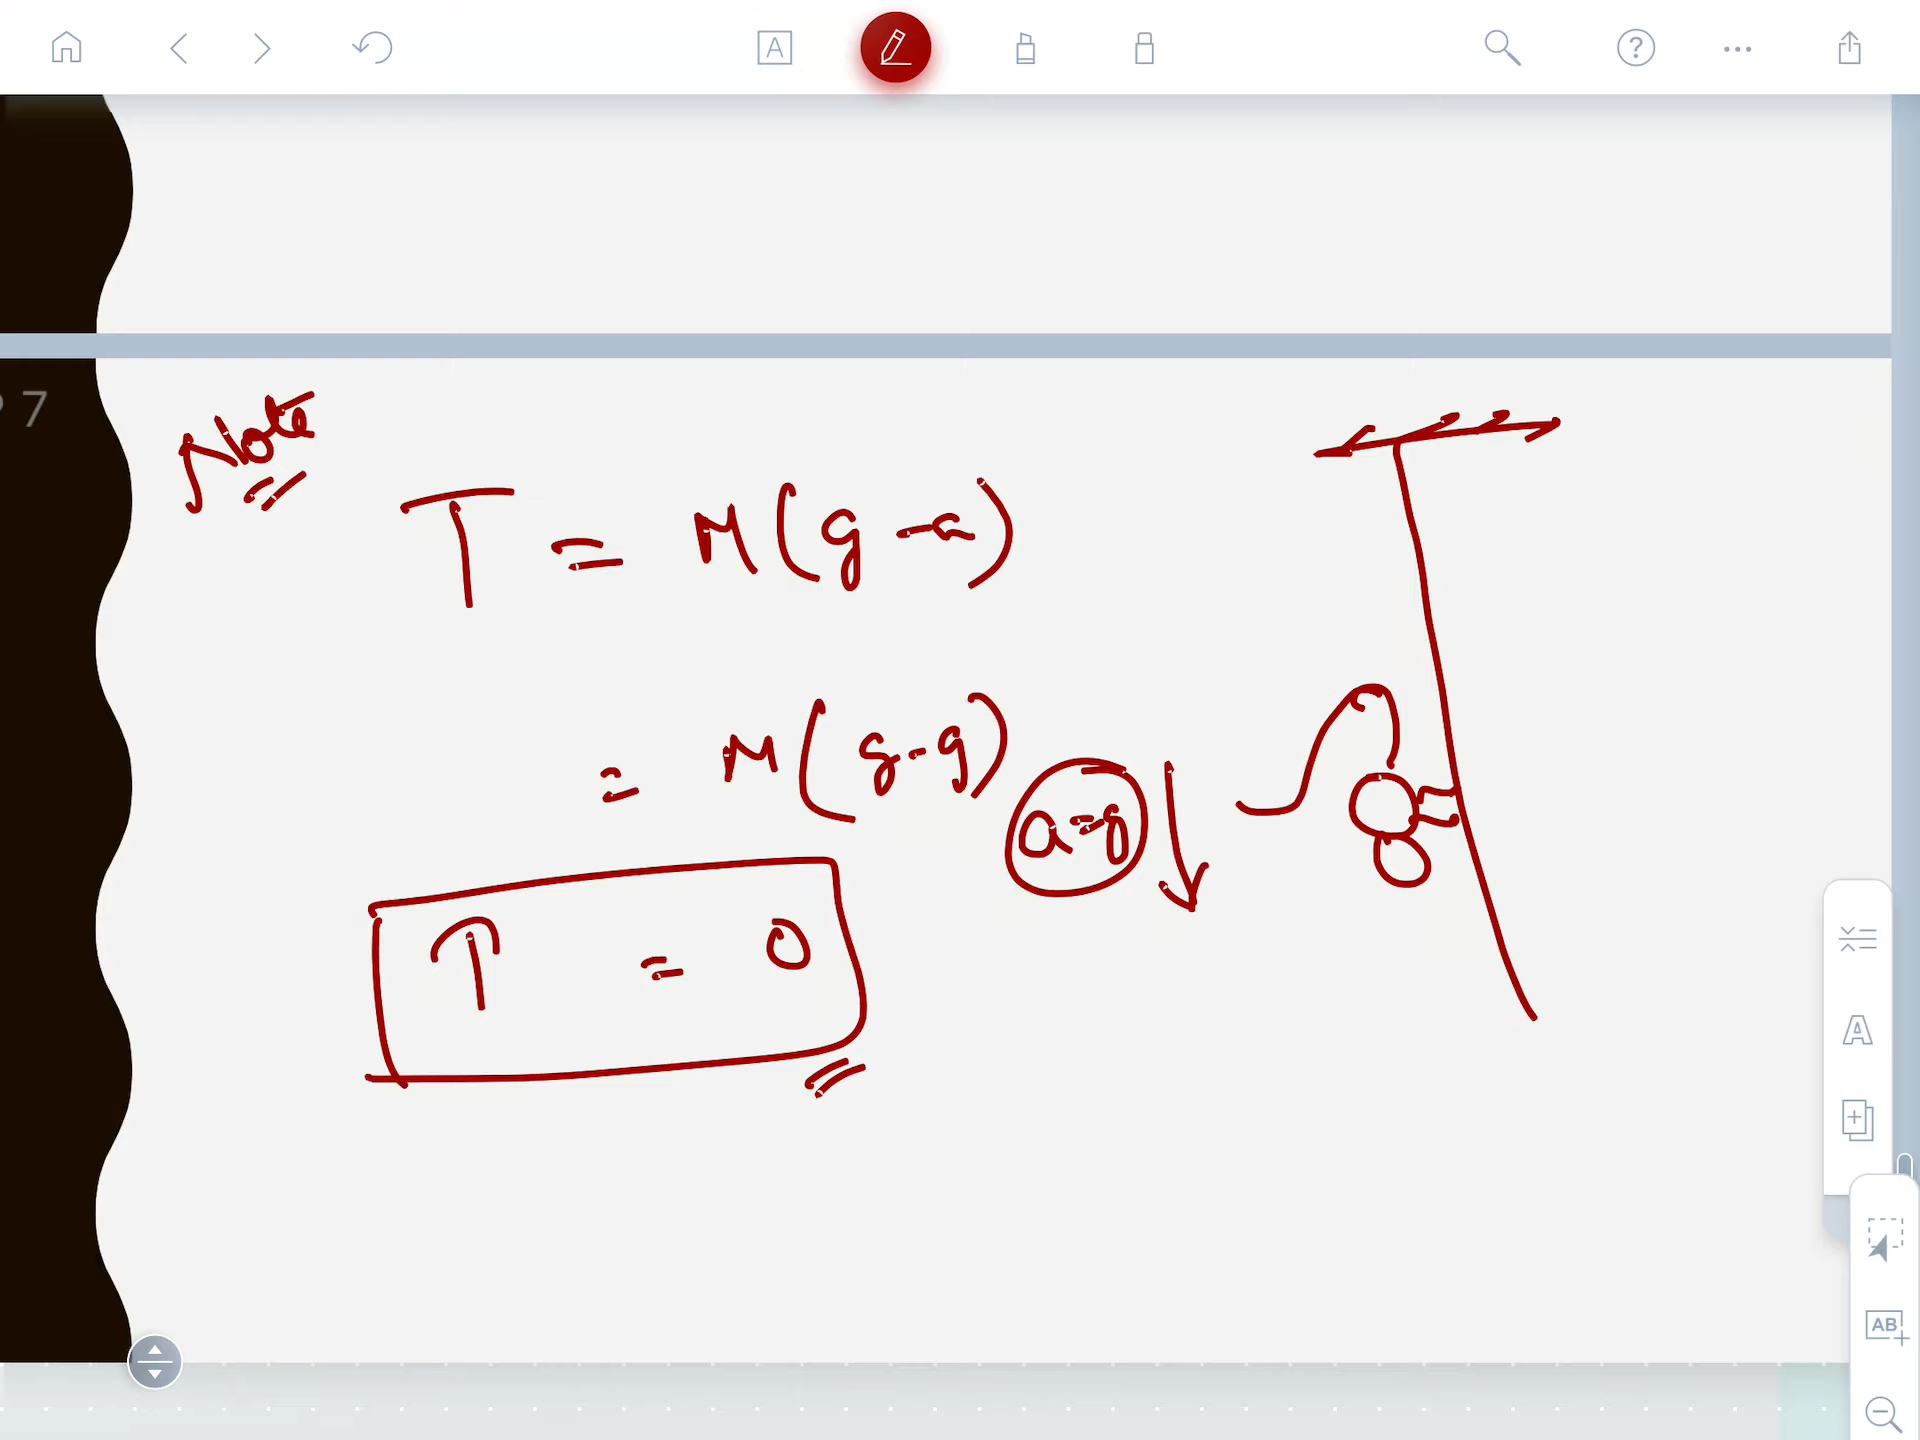 7
Note
T = M(g-a)
= M(g-g)
a=g
T = 0